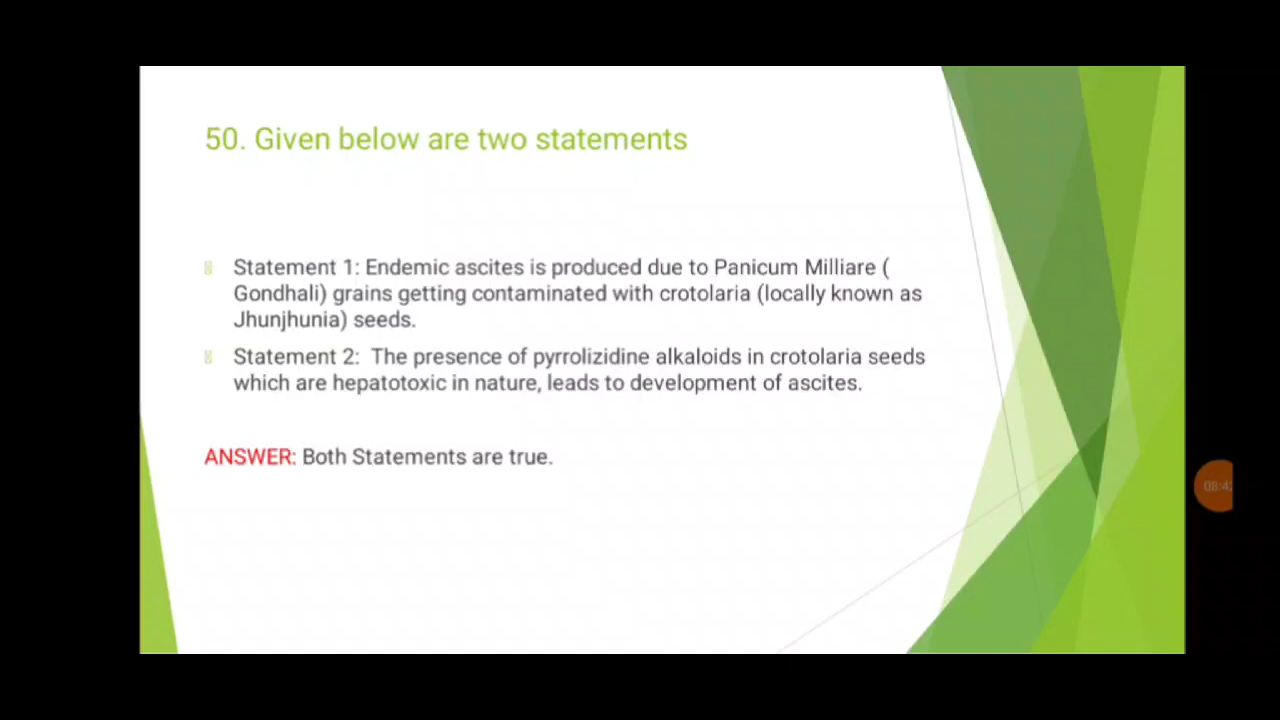 50. Given below are two statements
Statement 1: Endemic ascites is produced due to Panicum Milliare (
Gondhali) grains getting contaminated with crotolaria (locally known as
Jhunjhunia) seeds.
Statement 2: The presence of pyrrolizidine alkaloids in crotolaria seeds
which are hepatotoxic in nature, leads to development of ascites.
ANSWER: Both Statements are true.